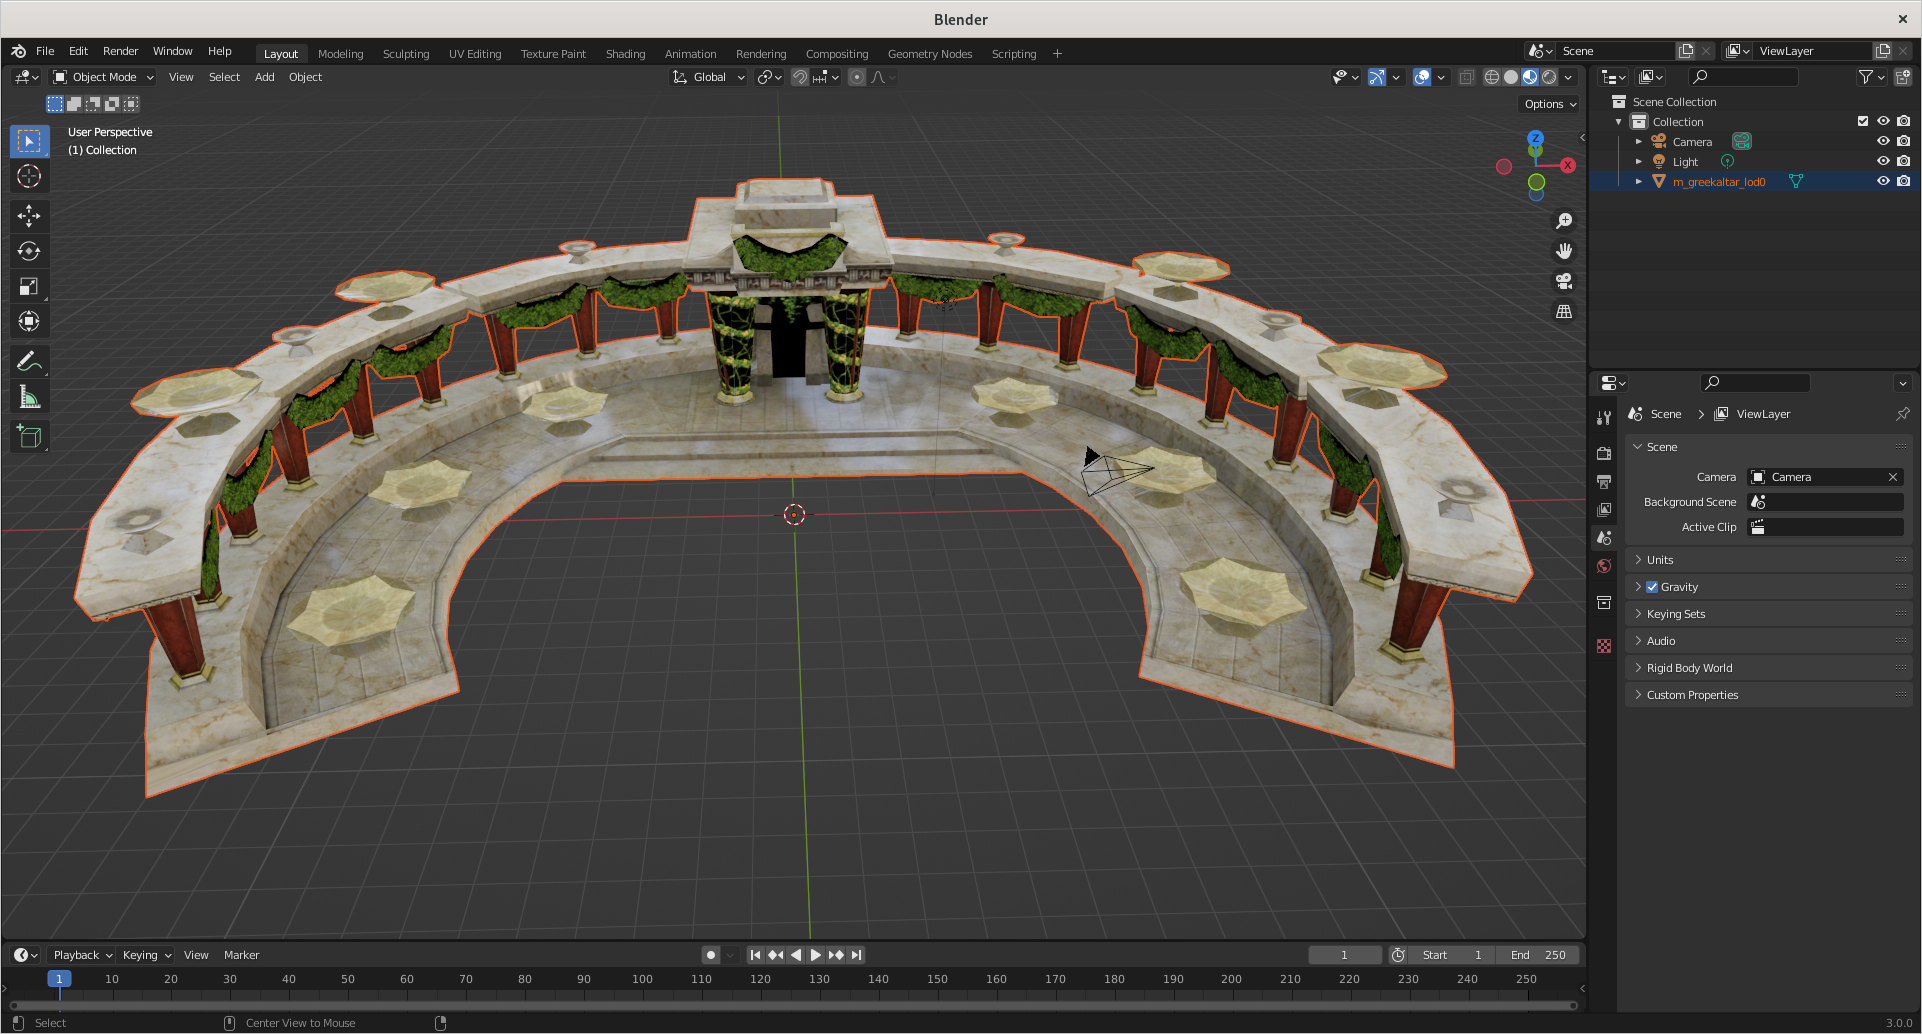 Blender
File Edit Render Window Help
Layout Modeling Sculpting UV Editing Texture Paint Shading Animation Rendering Compositing Geometry Nodes Scripting +
Scene
ViewLayer
Object Mode View Select Add Object
Global
Options
User Perspective
(1) Collection
Z
X
Scene Collection
Collection
Camera
Light
m_greekaltar_lod0
Scene
ViewLayer
Scene
Camera Camera
Background Scene
Active Clip
Units
Gravity
Keying Sets
Audio
Rigid Body World
Custom Properties
Playback Keying View Marker
1
Start 1
End 250
1 10 20 30 40 50 60 70 80 90 100 110 120 130 140 150 160 170 180 190 200 210 220 230 240 250
Select
Center View to Mouse
3.0.0